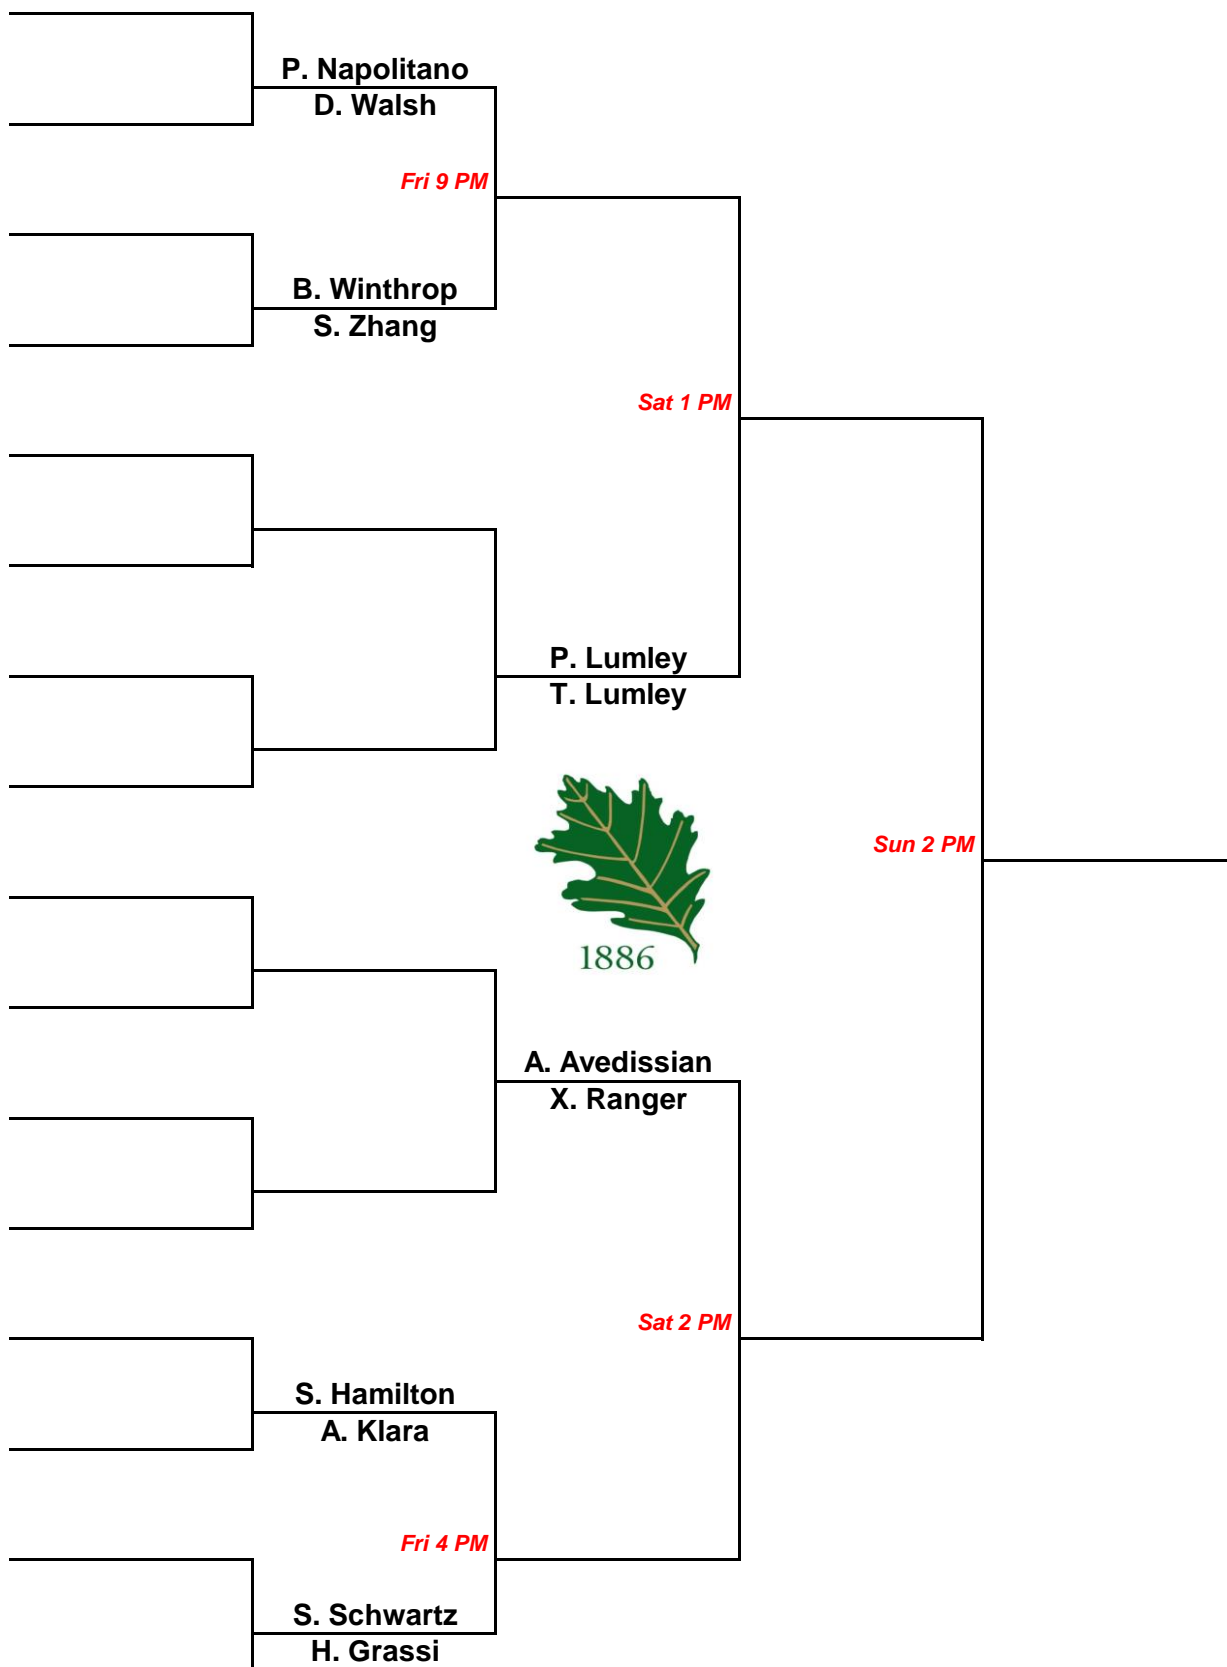 P. Napolitano
D. Walsh
Fri 9 PM
B. Winthrop
S. Zhang
Sat 1 PM
P. Lumley
T. Lumley
1886
Sun 2 PM
A. Avedissian
X. Ranger
Sat 2 PM
S. Hamilton
A. Klara
Fri 4 PM
S. Schwartz
H. Grassi